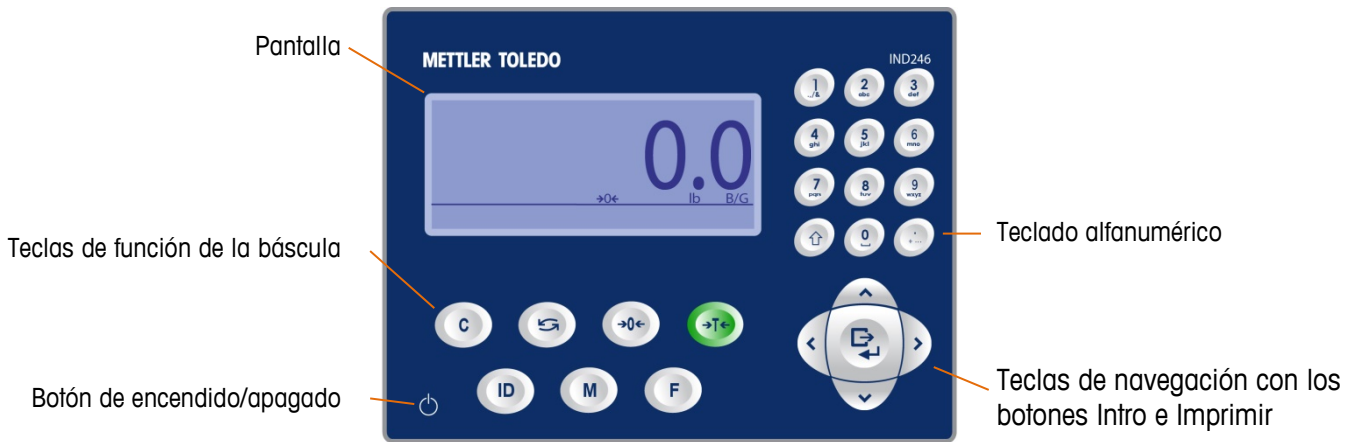 Pantalla
METTLER TOLEDO
IND246
0.0
→0← lb B/G
1 ../& 2 abc 3 def
4 ghi 5 jkl 6 mno
7 pqrs 8 tuv 9 wxyz
0
Teclas de función de la báscula
Teclado alfanumérico
C →0← →T←
ID M F
Botón de encendido/apagado
Teclas de navegación con los
botones Intro e Imprimir